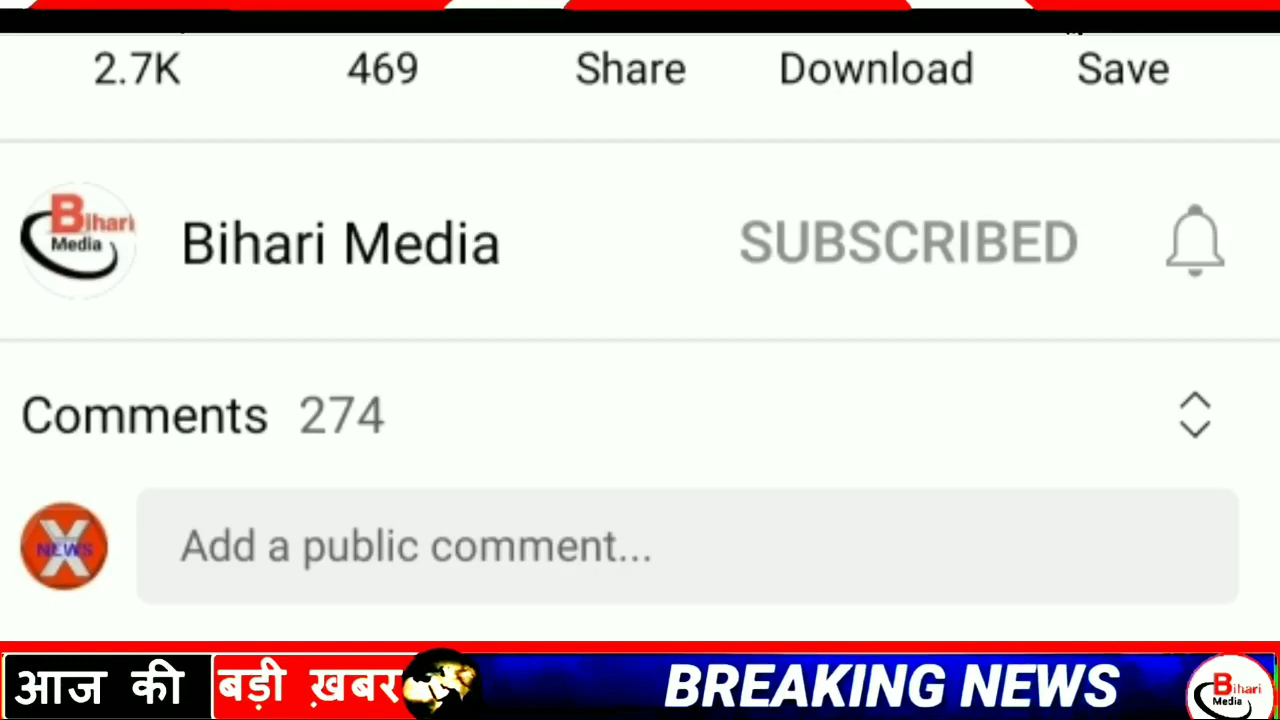 2.7K 469 Share Download Save
Bihari Media
Bihari Media SUBSCRIBED
Comments 274
X NEWS
Add a public comment...
आज की बड़ी ख़बर BREAKING NEWS
Bihari Media